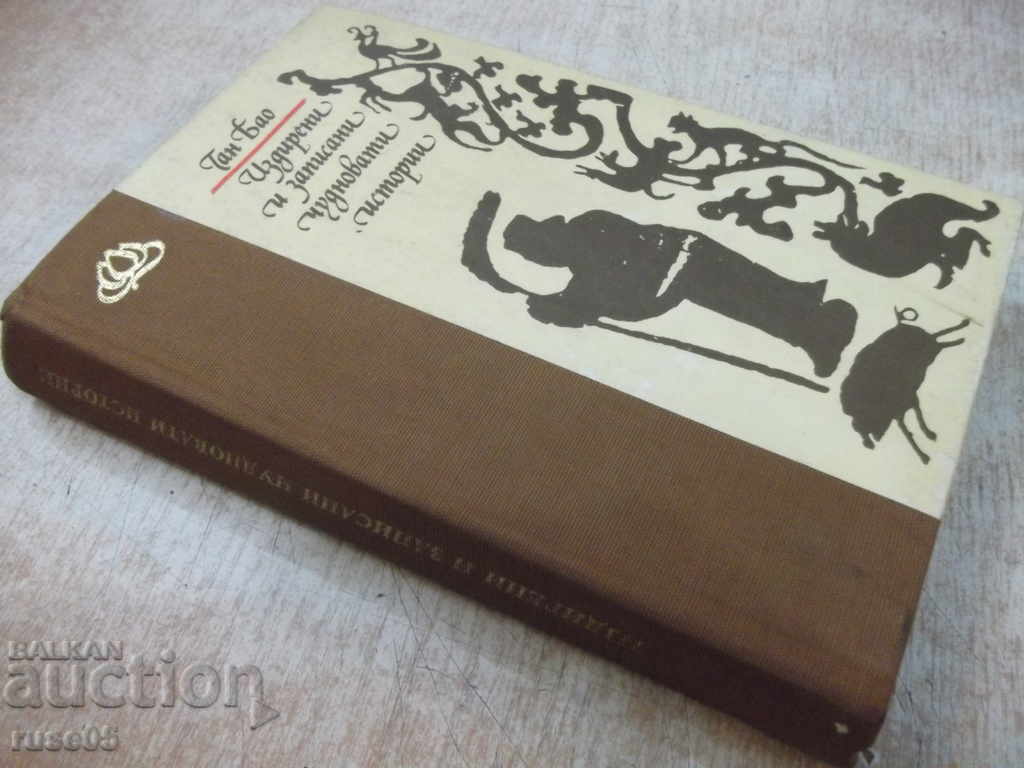 Ган Бао
Издирени
и записани
чудновати
истории
ИЗДИРЕНИ И ЗАПИСАНИ ЧУДНОВАТИ ИСТОРИИ
BALKAN
auction
ruse05